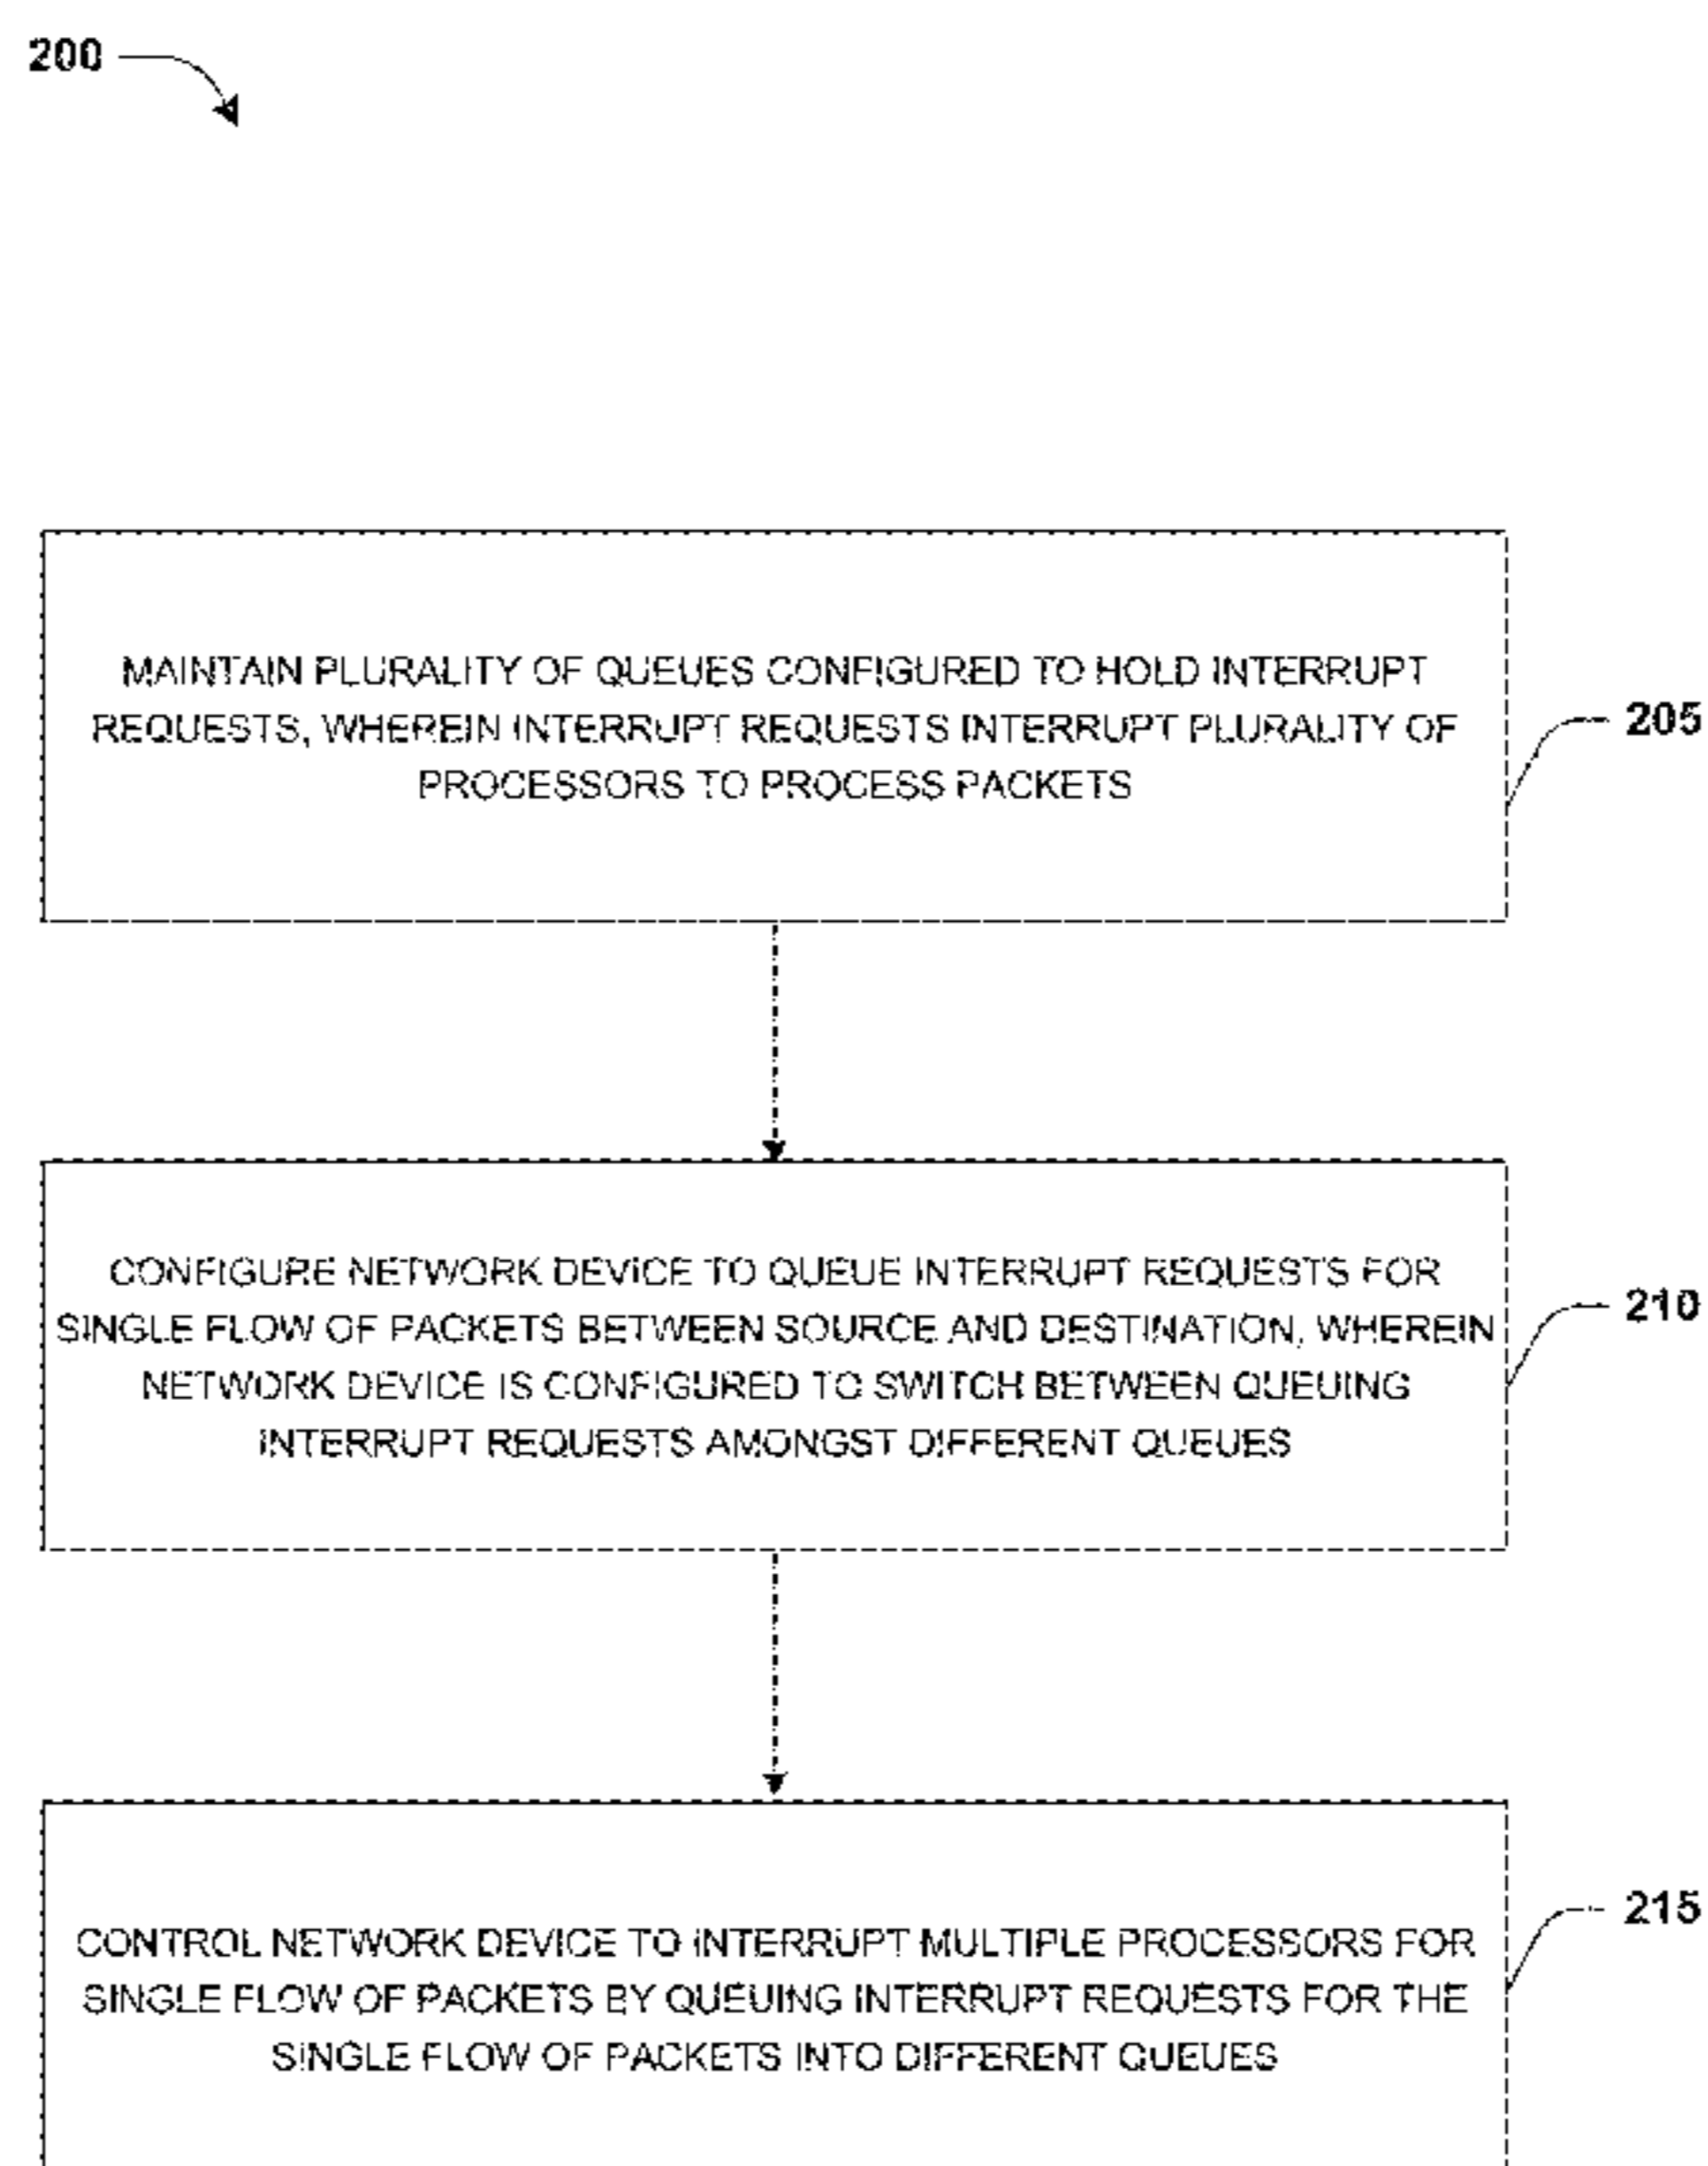 200
MAINTAIN PLURALITY OF QUEUES CONFIGURED TO HOLD INTERRUPT
REQUESTS, WHEREIN INTERRUPT REQUESTS INTERRUPT PLURALITY OF
PROCESSORS TO PROCESS PACKETS
205
CONFIGURE NETWORK DEVICE TO QUEUE INTERRUPT REQUESTS FOR
SINGLE FLOW OF PACKETS BETWEEN SOURCE AND DESTINATION, WHEREIN
NETWORK DEVICE IS CONFIGURED TO SWITCH BETWEEN QUEUING
INTERRUPT REQUESTS AMONGST DIFFERENT QUEUES
210
CONTROL NETWORK DEVICE TO INTERRUPT MULTIPLE PROCESSORS FOR
SINGLE FLOW OF PACKETS BY QUEUING INTERRUPT REQUESTS FOR THE
SINGLE FLOW OF PACKETS INTO DIFFERENT QUEUES
215